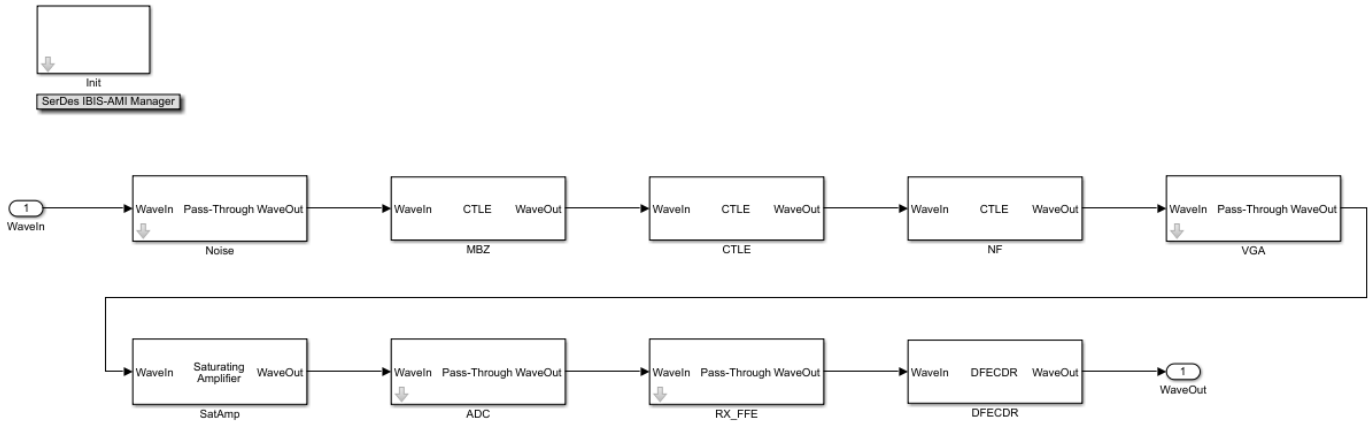 Init
SerDes IBIS-AMI Manager
1
WaveIn
WaveIn Pass-Through WaveOut
Noise
WaveIn CTLE WaveOut
MBZ
WaveIn CTLE WaveOut
CTLE
WaveIn CTLE WaveOut
NF
WaveIn Pass-Through WaveOut
VGA
WaveIn Saturating Amplifier WaveOut
SatAmp
WaveIn Pass-Through WaveOut
ADC
WaveIn Pass-Through WaveOut
RX_FFE
WaveIn DFECDR WaveOut
DFECDR
1
WaveOut